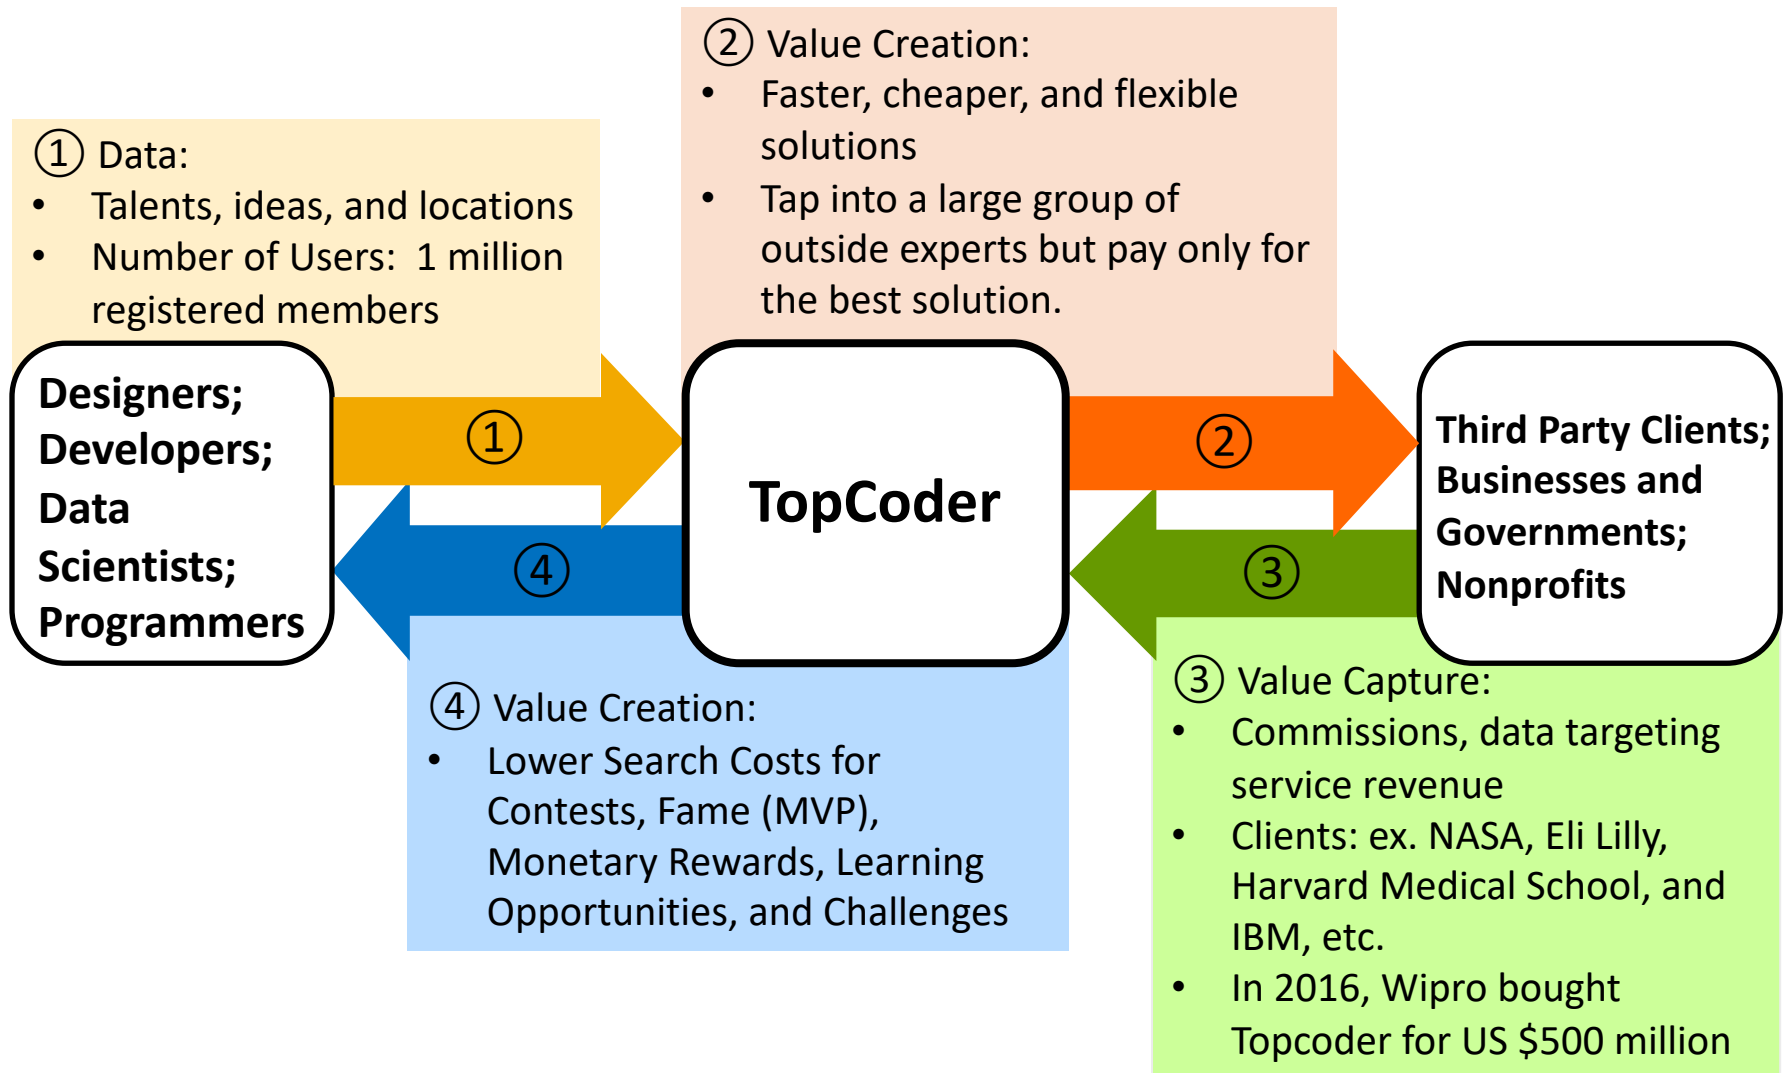 ① Data:
• Talents, ideas, and locations
• Number of Users: 1 million
registered members
② Value Creation:
• Faster, cheaper, and flexible
solutions
• Tap into a large group of
outside experts but pay only for
the best solution.
Designers;
Developers;
Data
Scientists;
Programmers
①
④
TopCoder
②
③
Third Party Clients;
Businesses and
Governments;
Nonprofits
④ Value Creation:
• Lower Search Costs for
Contests, Fame (MVP),
Monetary Rewards, Learning
Opportunities, and Challenges
③ Value Capture:
• Commissions, data targeting
service revenue
• Clients: ex. NASA, Eli Lilly,
Harvard Medical School, and
IBM, etc.
• In 2016, Wipro bought
Topcoder for US $500 million